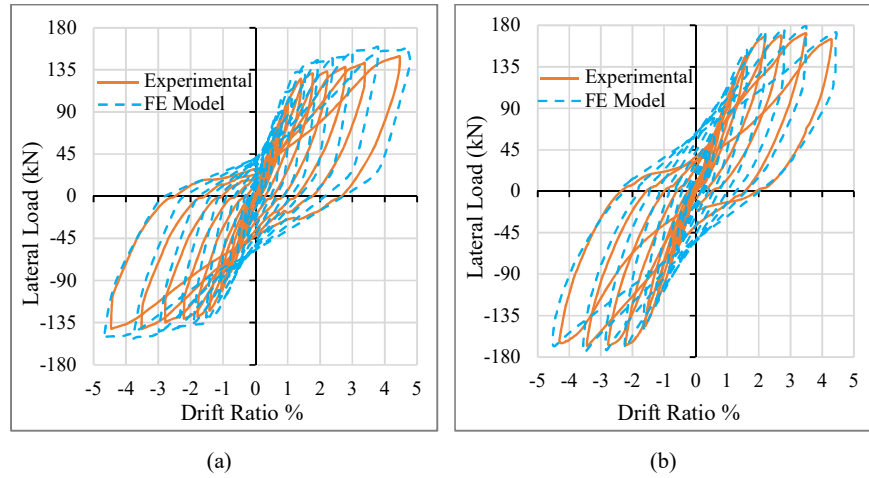 180
135
90
45
0
-45
-90
-135
-180
Lateral Load (kN)
Experimental
FE Model
-5 -4 -3 -2 -1 0 1 2 3 4 5
Drift Ratio %
(a)
180
135
90
45
0
-45
-90
-135
-180
Lateral Load (kN)
Experimental
FE Model
-5 -4 -3 -2 -1 0 1 2 3 4 5
Drift Ratio %
(b)